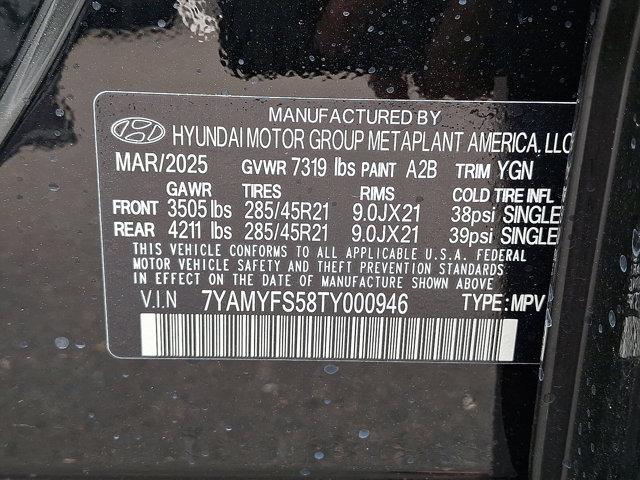 MANUFACTURED BY
HYUNDAI MOTOR GROUP METAPLANT AMERICA, LLC
MAR/2025 GVWR 7319 lbs PAINT A2B TRIM YGN
GAWR TIRES RIMS COLD TIRE INFL
FRONT 3505 lbs 285/45R21 9.0JX21 38psi SINGLE
REAR 4211 lbs 285/45R21 9.0JX21 39psi SINGLE
THIS VEHICLE CONFORMS TO ALL APPLICABLE U.S.A. FEDERAL
MOTOR VEHICLE SAFETY AND THEFT PREVENTION STANDARDS
IN EFFECT ON THE DATE OF MANUFACTURE SHOWN ABOVE
V.I.N 7YAMYFS58TY000946 TYPE: MPV